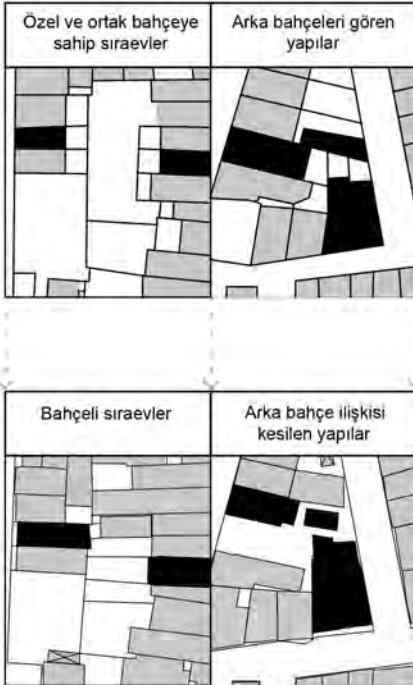 Özel ve ortak bahçeye
sahip sıraevler
Arka bahçeleri gören
yapılar
Bahçeli sıraevler
Arka bahçe ilişkisi
kesilen yapılar